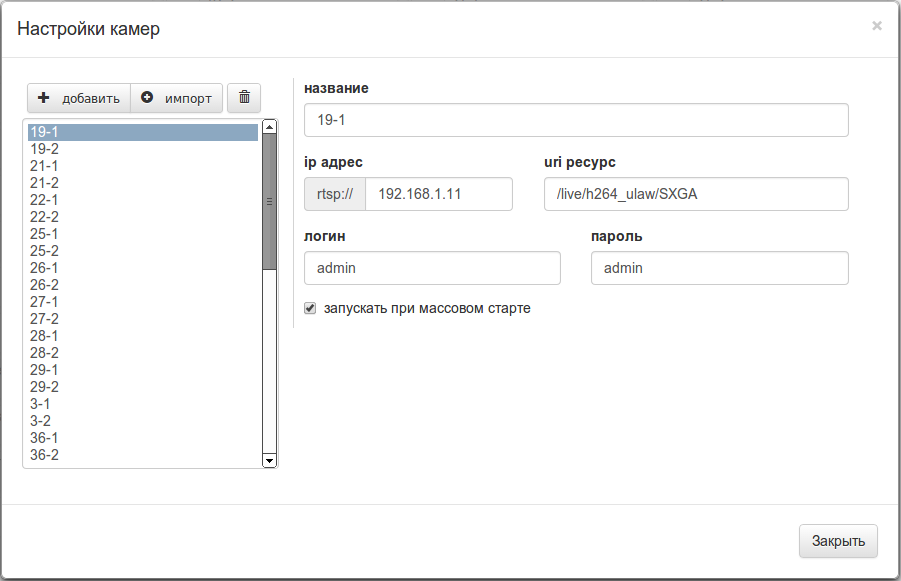 Настройки камер
×
добавить импорт
19-1
19-2
21-1
21-2
22-1
22-2
25-1
25-2
26-1
26-2
27-1
27-2
28-1
28-2
29-1
29-2
3-1
3-2
36-1
36-2
название
19-1
ip адрес uri ресурс
rtsp:// 192.168.1.11 /live/h264_ulaw/SXGA
логин пароль
admin admin
запускать при массовом старте
Закрыть